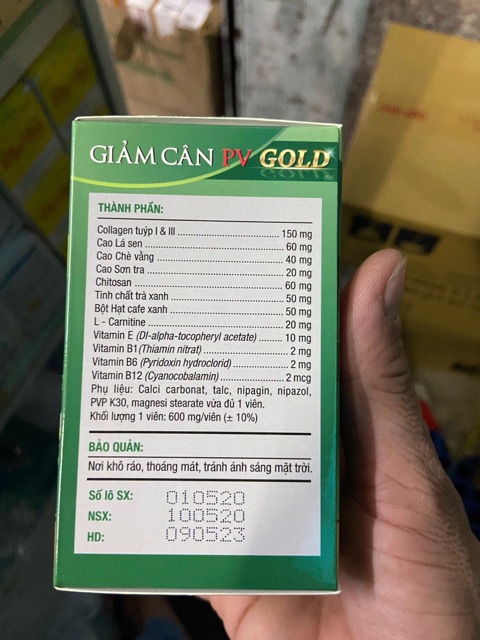 GIẢM CÂN PV GOLD
THÀNH PHẦN:
Collagen tuýp I & III ........ 150 mg
Cao Lá sen ........ 60 mg
Cao Chè vằng ........ 40 mg
Cao Sơn tra ........ 20 mg
Chitosan ........ 60 mg
Tinh chất trà xanh ........ 50 mg
Bột Hạt cafe xanh ........ 50 mg
L - Carnitine ........ 20 mg
Vitamin E (Dl-alpha-tocopheryl acetate) ........ 10 mg
Vitamin B1(Thiamin nitrat) ........ 2 mg
Vitamin B6 (Pyridoxin hydroclorid) ........ 2 mg
Vitamin B12 (Cyanocobalamin) ........ 2 mcg
Phụ liệu: Calci carbonat, talc, nipagin, nipazol,
PVP K30, magnesi stearate vừa đủ 1 viên.
Khối lượng 1 viên: 600 mg/viên (± 10%)
BẢO QUẢN:
Nơi khô ráo, thoáng mát, tránh ánh sáng mặt trời.
Số lô SX: 010520
NSX: 100520
HD: 090523